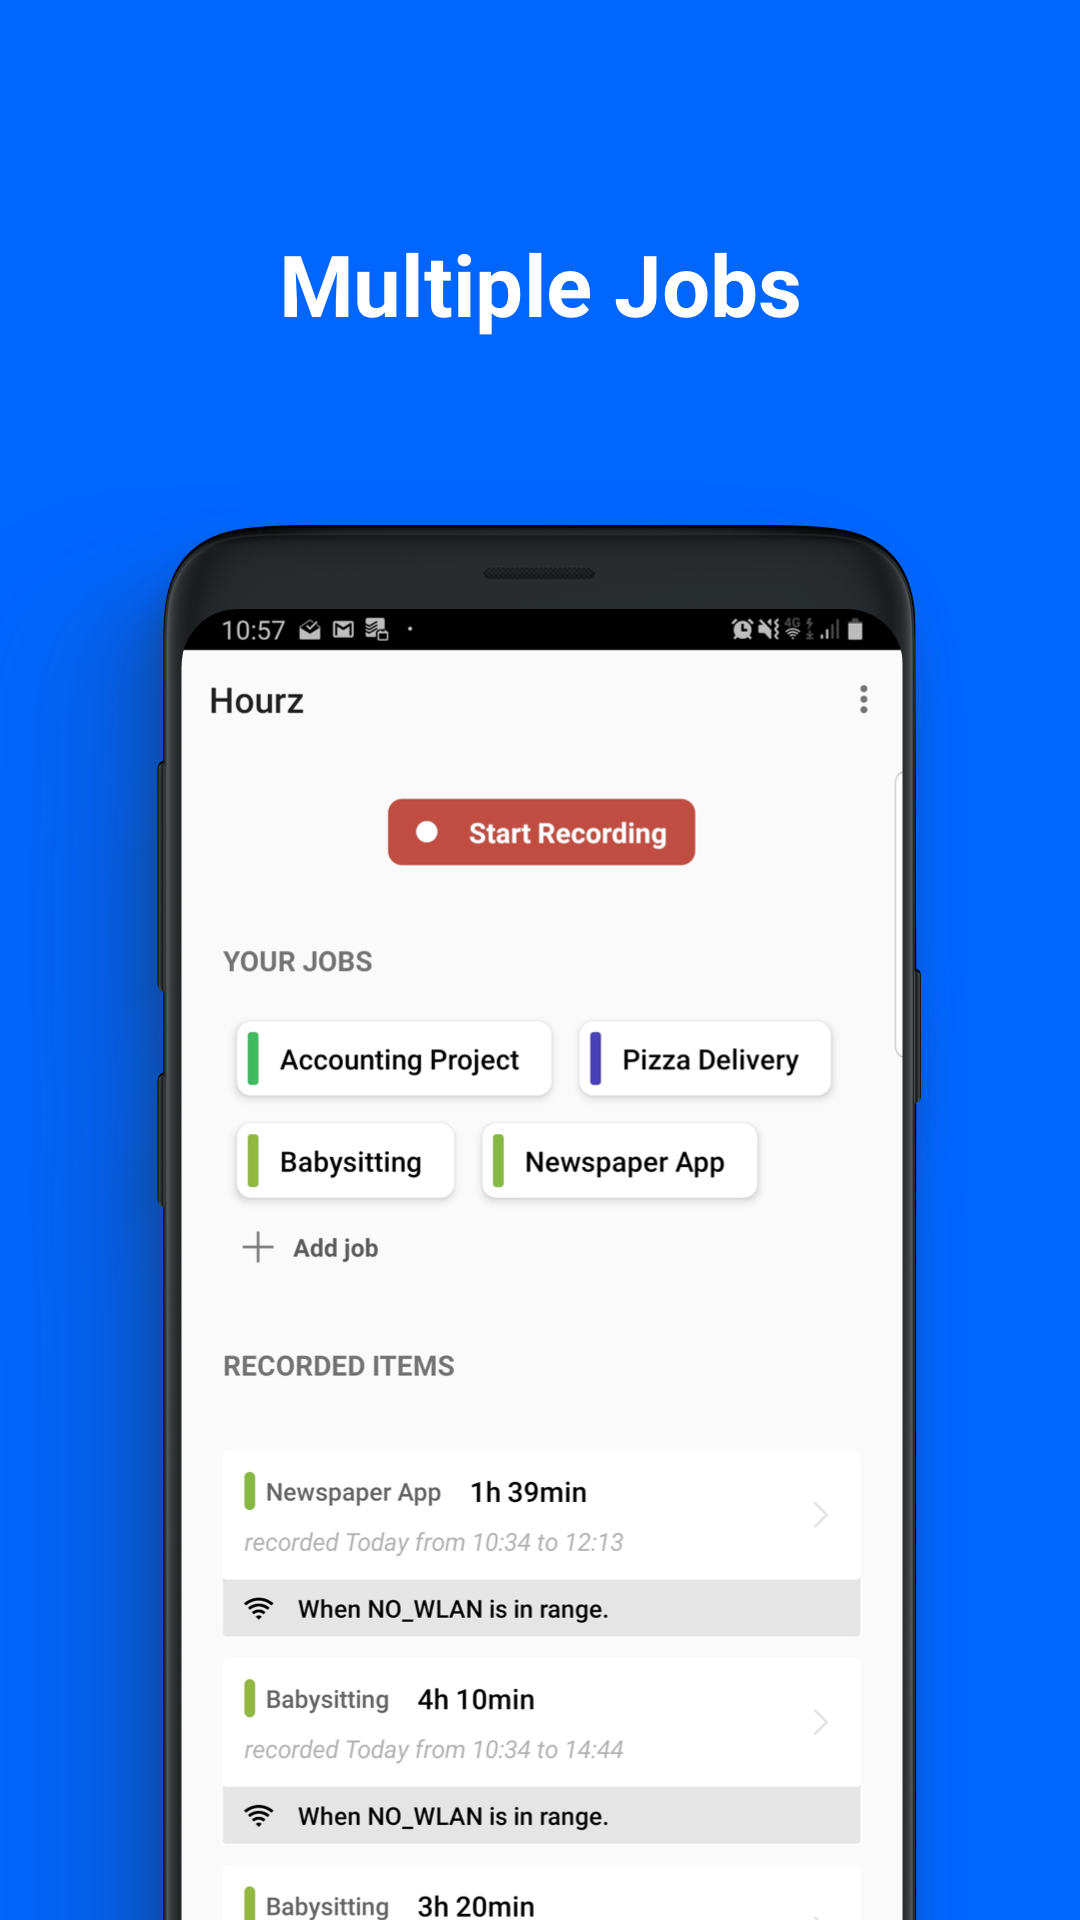 Multiple Jobs
10:57
4G
Hourz
Start Recording
YOUR JOBS
Accounting Project
Pizza Delivery
Babysitting
Newspaper App
Add job
RECORDED ITEMS
Newspaper App 1h 39min
recorded Today from 10:34 to 12:13
When NO_WLAN is in range.
Babysitting 4h 10min
recorded Today from 10:34 to 14:44
When NO_WLAN is in range.
Babysitting 3h 20min